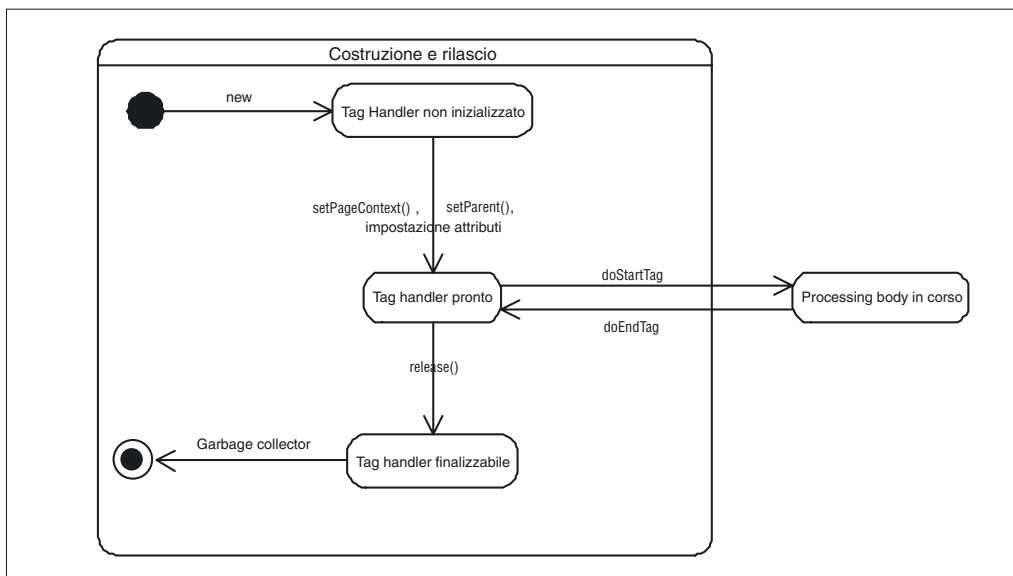 Costruzione e rilascio
new
Tag Handler non inizializzato
setPageContext() , setParent(),
impostazione attributi
doStartTag
Tag handler pronto
Processing body in corso
doEndTag
release()
Garbage collector
Tag handler finalizzabile